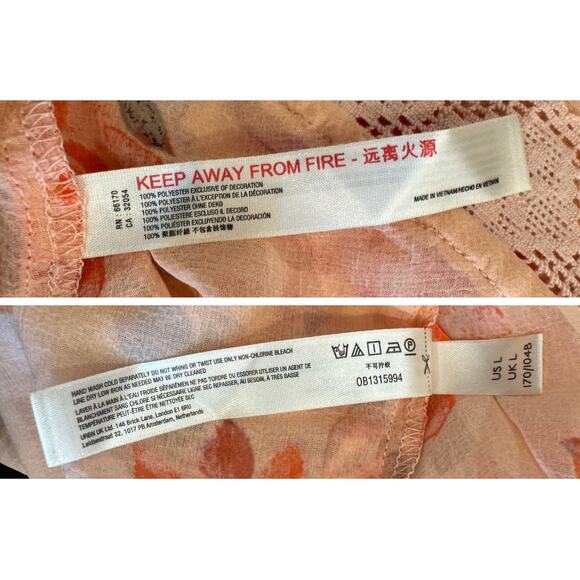 RN : 66170
CA : 32054
KEEP AWAY FROM FIRE - 远离火源
100% POLYESTER EXCLUSIVE OF DECORATION
100% POLYESTER À L'EXCEPTION DE LA DÉCORATION
100% POLYESTER OHNE DEKO
100% POLIESTERE ESCLUSO IL DECORO
100% POLIÉSTER EXCLUYENDO LA DECORACIÓN
100% 聚酯纤维 不包含装饰物
MADE IN VIETNAM/HECHO EN VIETNAM
HAND WASH COLD SEPARATELY DO NOT WRING OR TWIST USE ONLY NON-CHLORINE BLEACH
LINE DRY LOW IRON AS NEEDED MAY BE DRY CLEANED
LAVER À LA MAIN À L'EAU FROIDE SÉPARÉMENT NE PAS TORDRE OU ESSORER UTILISER UN AGENT DE
BLANCHIMENT SANS CHLORE SI NÉCESSAIRE LIGNE SEC REPASSER, AU BESOIN, À TRÈS BASSE
TEMPÉRATURE PEUT-ÊTRE ÊTRE NETTOYÉE SEC
URBN UK Ltd. 146 Brick Lane, London E1 6RU
Leidsestraat 32, 1017 PB Amsterdam, Netherlands
不可拧绞
OB1315994
US L
UK L
170/104B